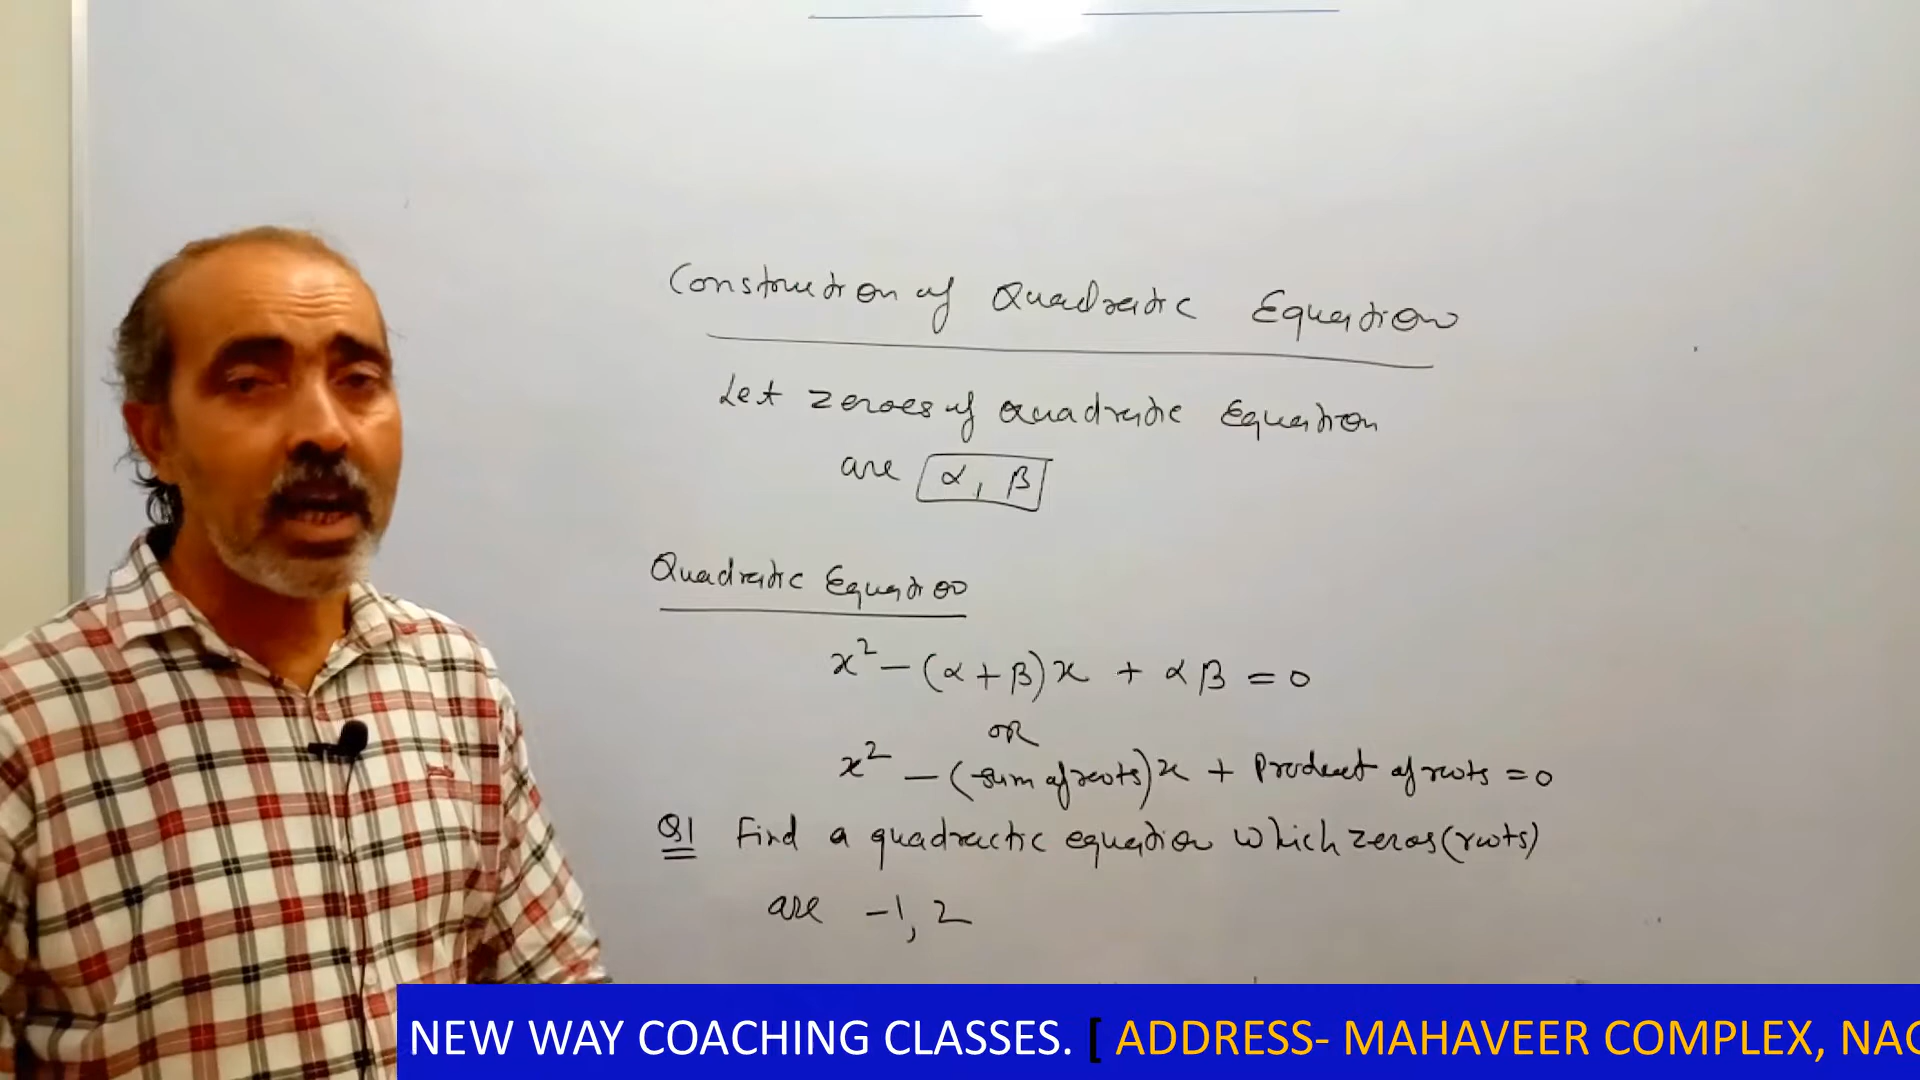 Construction of Quadratic Equation
Let zeroes of Quadratic Equation
are α, β
Quadratic Equation
x² - (α + β)x + αβ = 0
OR
x² - (sum of roots)x + Product of roots = 0
Q1 Find a quadractic equation which zeros (roots)
are -1, 2
NEW WAY COACHING CLASSES. [ ADDRESS- MAHAVEER COMPLEX, NAG